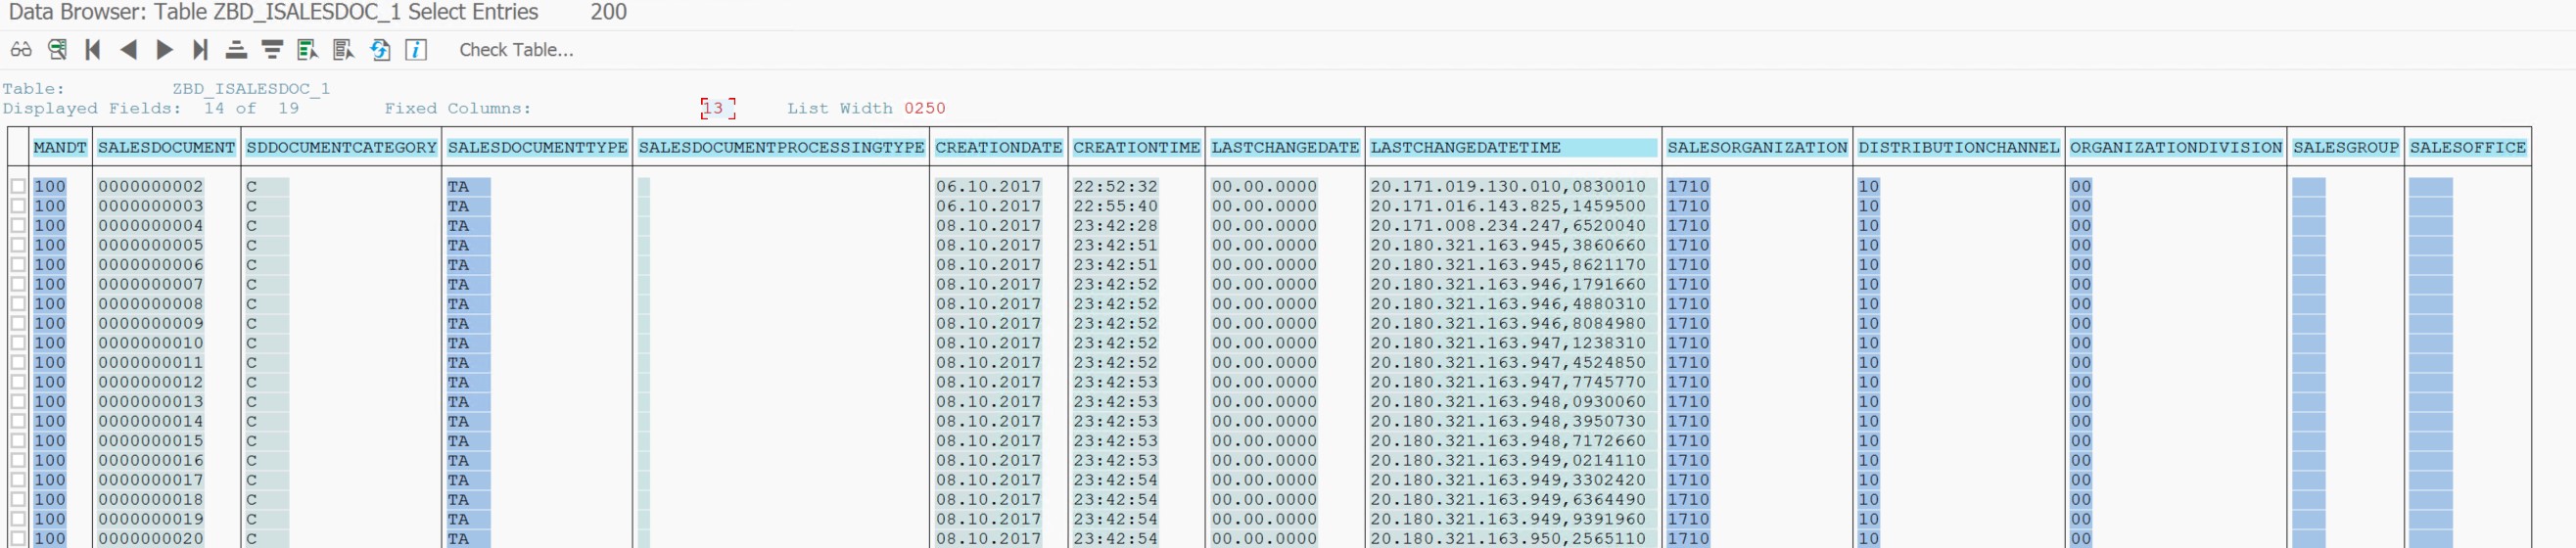 Data Browser: Table ZBD_ISALESDOC_1 Select Entries 200
Check Table...
Table: ZBD_ISALESDOC_1
Displayed Fields: 14 of 19 Fixed Columns: 13 List Width 0250
MANDT SALESDOCUMENT SDDOCUMENTCATEGORY SALESDOCUMENTTYPE SALESDOCUMENTPROCESSINGTYPE CREATIONDATE CREATIONTIME LASTCHANGEDATE LASTCHANGEDATETIME SALESORGANIZATION DISTRIBUTIONCHANNEL ORGANIZATIONDIVISION SALESGROUP SALESOFFICE
100 0000000002 C TA 06.10.2017 22:52:32 00.00.0000 20.171.019.130.010,0830010 1710 10 00
100 0000000003 C TA 06.10.2017 22:55:40 00.00.0000 20.171.016.143.825,1459500 1710 10 00
100 0000000004 C TA 08.10.2017 23:42:28 00.00.0000 20.171.008.234.247,6520040 1710 10 00
100 0000000005 C TA 08.10.2017 23:42:51 00.00.0000 20.180.321.163.945,3860660 1710 10 00
100 0000000006 C TA 08.10.2017 23:42:51 00.00.0000 20.180.321.163.945,8621170 1710 10 00
100 0000000007 C TA 08.10.2017 23:42:52 00.00.0000 20.180.321.163.946,1791660 1710 10 00
100 0000000008 C TA 08.10.2017 23:42:52 00.00.0000 20.180.321.163.946,4880310 1710 10 00
100 0000000009 C TA 08.10.2017 23:42:52 00.00.0000 20.180.321.163.946,8084980 1710 10 00
100 0000000010 C TA 08.10.2017 23:42:52 00.00.0000 20.180.321.163.947,1238310 1710 10 00
100 0000000011 C TA 08.10.2017 23:42:52 00.00.0000 20.180.321.163.947,4524850 1710 10 00
100 0000000012 C TA 08.10.2017 23:42:53 00.00.0000 20.180.321.163.947,7745770 1710 10 00
100 0000000013 C TA 08.10.2017 23:42:53 00.00.0000 20.180.321.163.948,0930060 1710 10 00
100 0000000014 C TA 08.10.2017 23:42:53 00.00.0000 20.180.321.163.948,3950730 1710 10 00
100 0000000015 C TA 08.10.2017 23:42:53 00.00.0000 20.180.321.163.948,7172660 1710 10 00
100 0000000016 C TA 08.10.2017 23:42:53 00.00.0000 20.180.321.163.949,0214110 1710 10 00
100 0000000017 C TA 08.10.2017 23:42:54 00.00.0000 20.180.321.163.949,3302420 1710 10 00
100 0000000018 C TA 08.10.2017 23:42:54 00.00.0000 20.180.321.163.949,6364490 1710 10 00
100 0000000019 C TA 08.10.2017 23:42:54 00.00.0000 20.180.321.163.949,9391960 1710 10 00
100 0000000020 C TA 08.10.2017 23:42:54 00.00.0000 20.180.321.163.950,2565110 1710 10 00